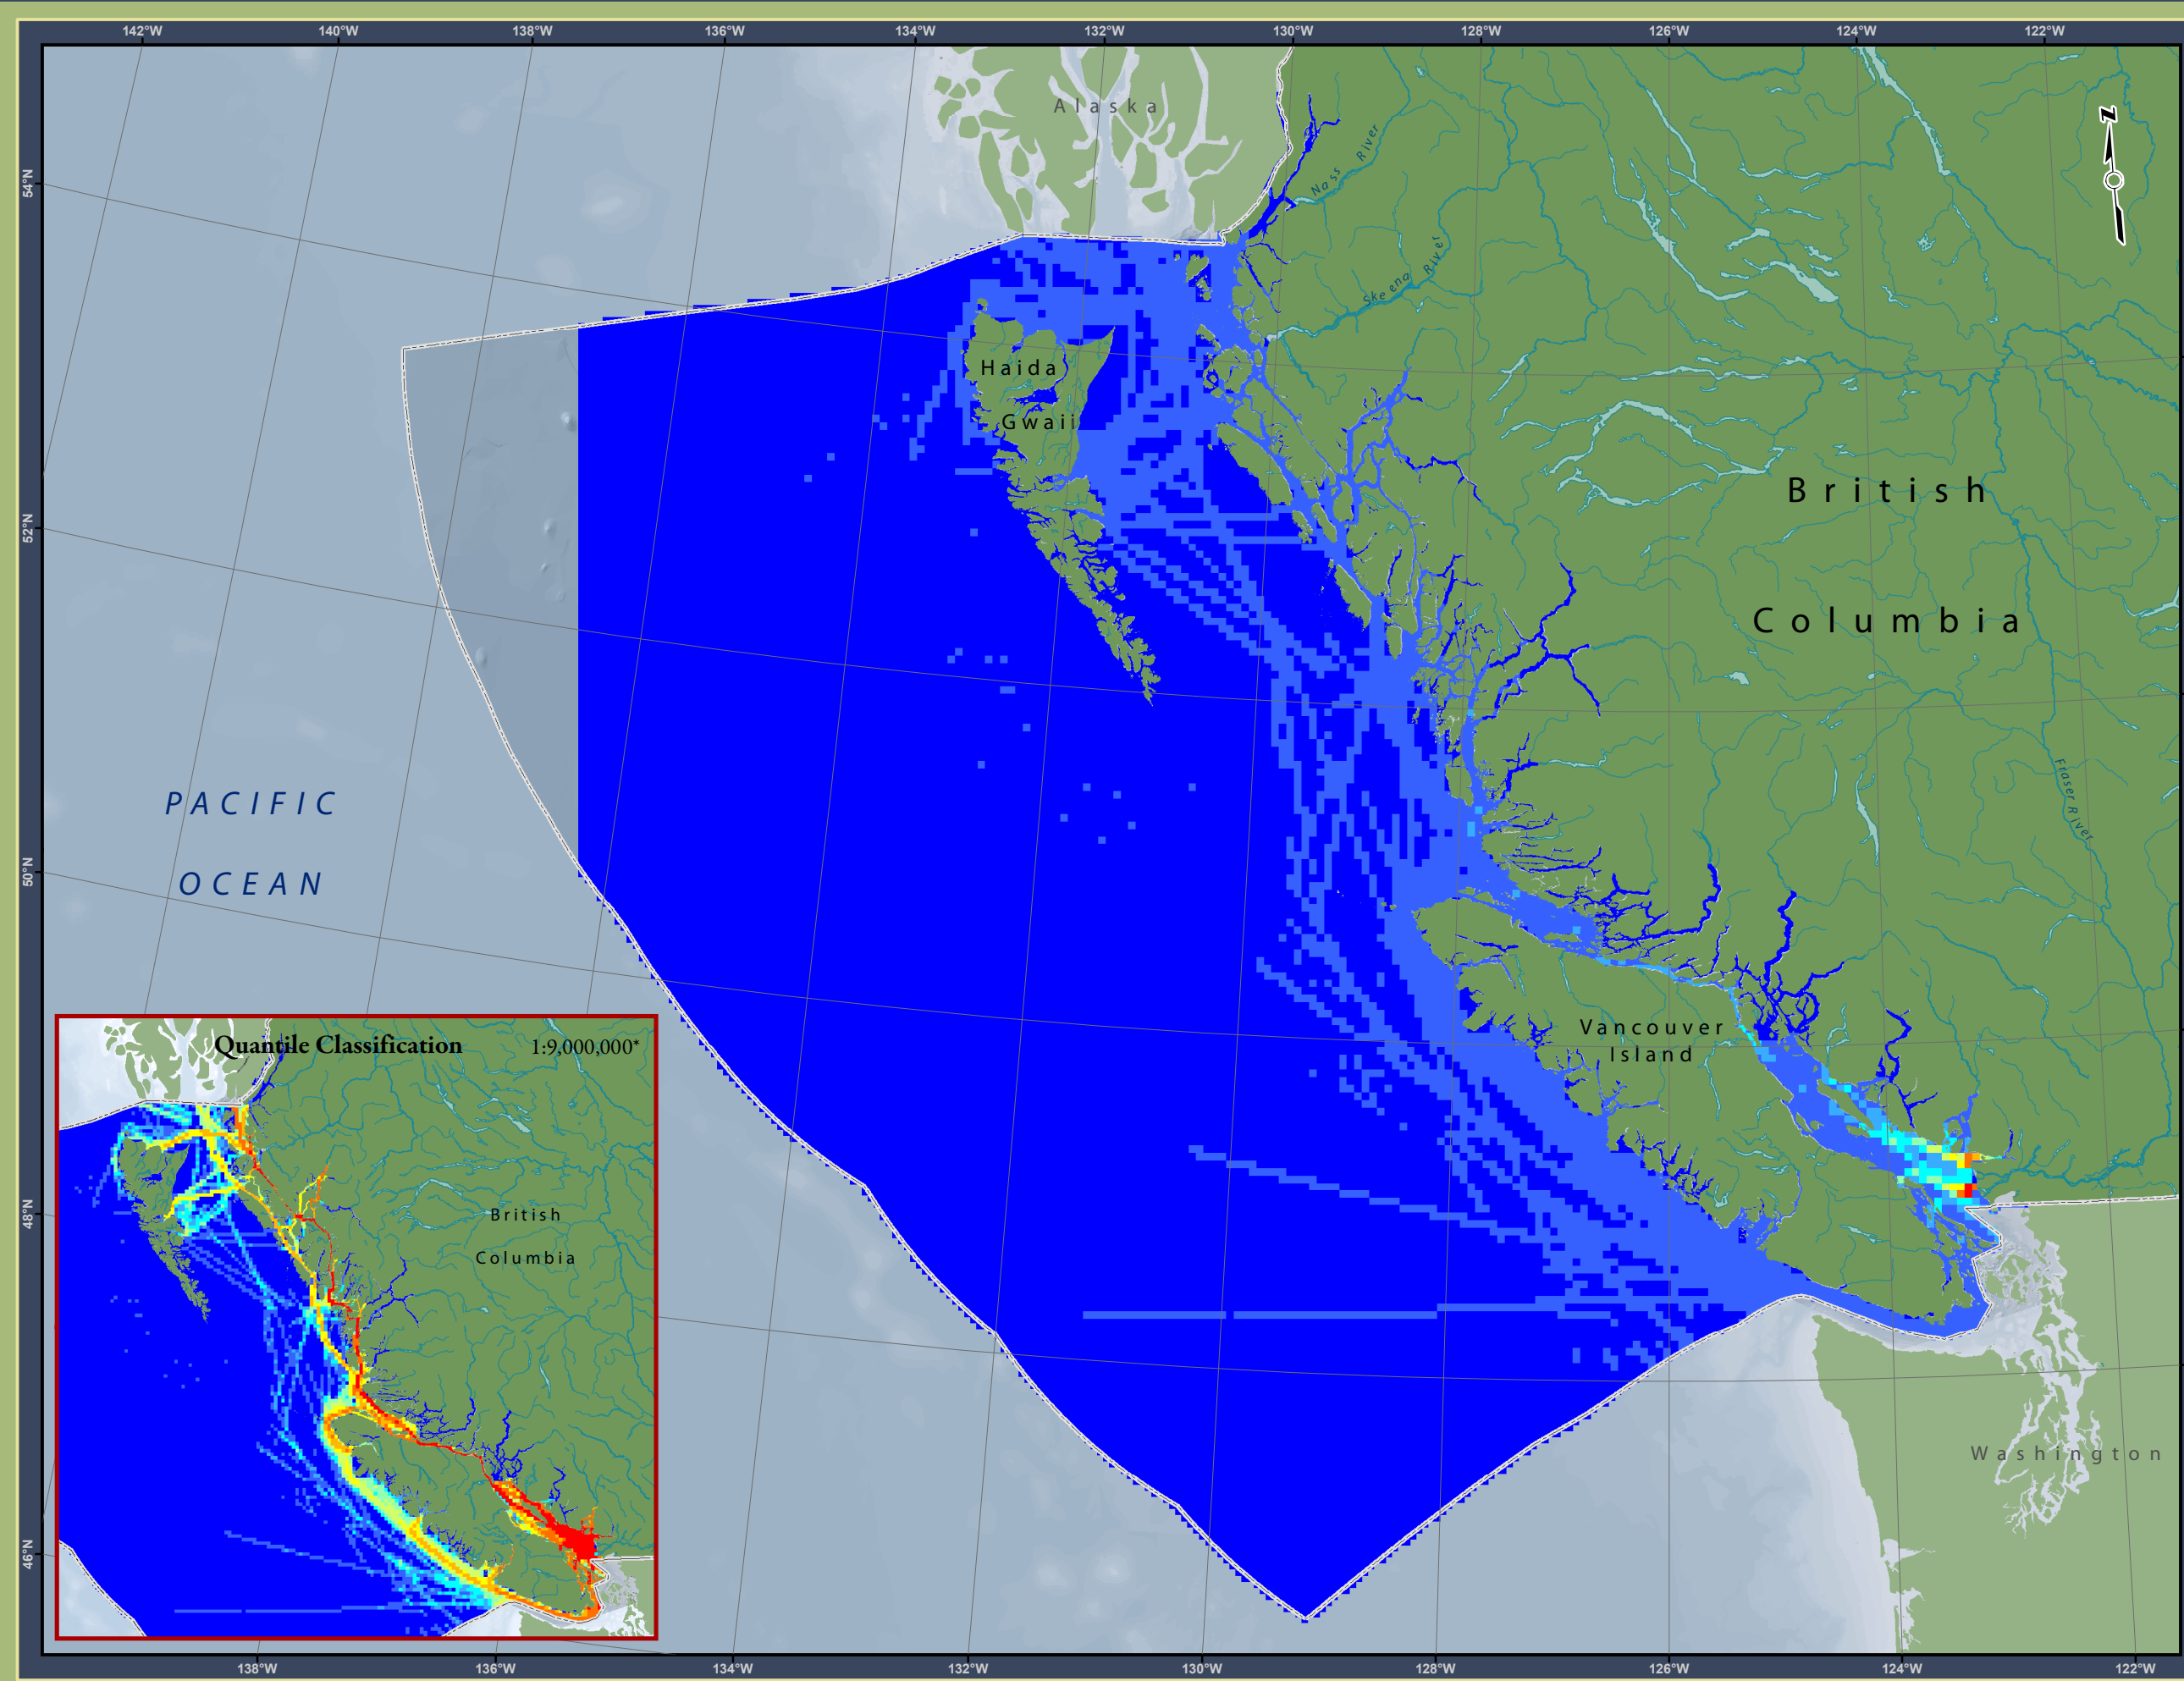 142°W 140°W 138°W 136°W 134°W 132°W 130°W 128°W 126°W 124°W 122°W
Alaska
54°N
Nass River
Skeena River
Haida
Gwaii
British
52°N
Columbia
Fraser River
PACIFIC
50°N
OCEAN
Vancouver
Island
Quantile Classification 1:9,000,000*
48°N
British
Columbia
Washington
46°N
138°W 136°W 134°W 132°W 130°W 128°W 126°W 124°W 122°W
N